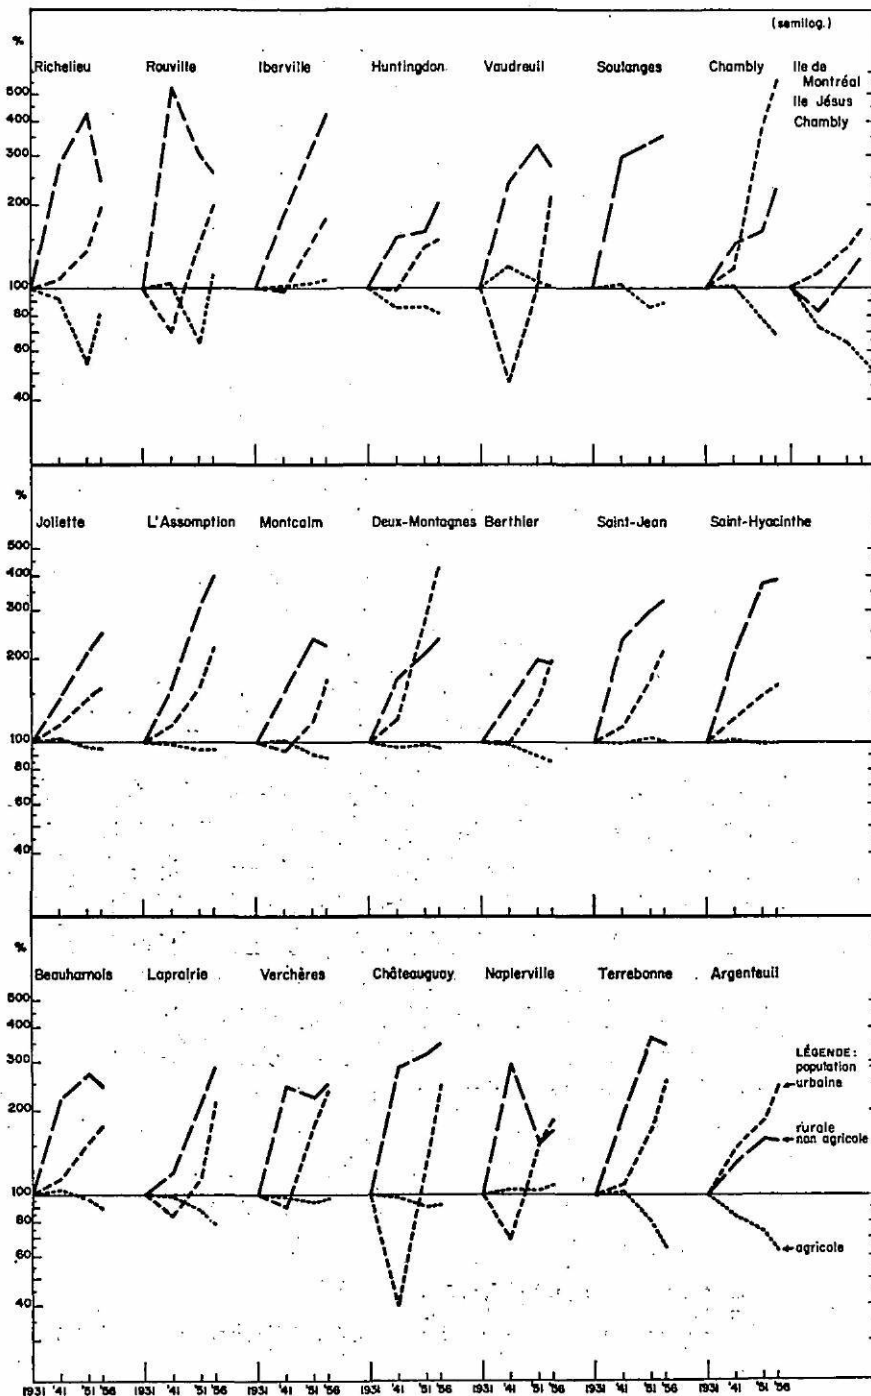 (semilog.)
%
Richelieu Rouville Iberville Huntingdon Vaudreuil Soulanges Chambly Ile de
Montréal
Ile Jésus
Chambly
500
400
300
200
100
80
60
40
%
Joliette L'Assomption Montcalm Deux-Montagnes Berthier Saint-Jean Saint-Hyacinthe
500
400
300
200
100
80
60
40
%
Beauharnois Laprairie Verchères Châteauguay Napierville Terrebonne Argenteuil
500
400
300
200
100
80
60
40
LÉGENDE:
population
urbaine
rurale
non agricole
agricole
1931 '41 '51 '56 1931 '41 '51 '56 1931 '41 '51 '56 1931 '41 '51 '56 1931 '41 '51 '56 1931 '41 '51 '56 1931 '41 '51 '56